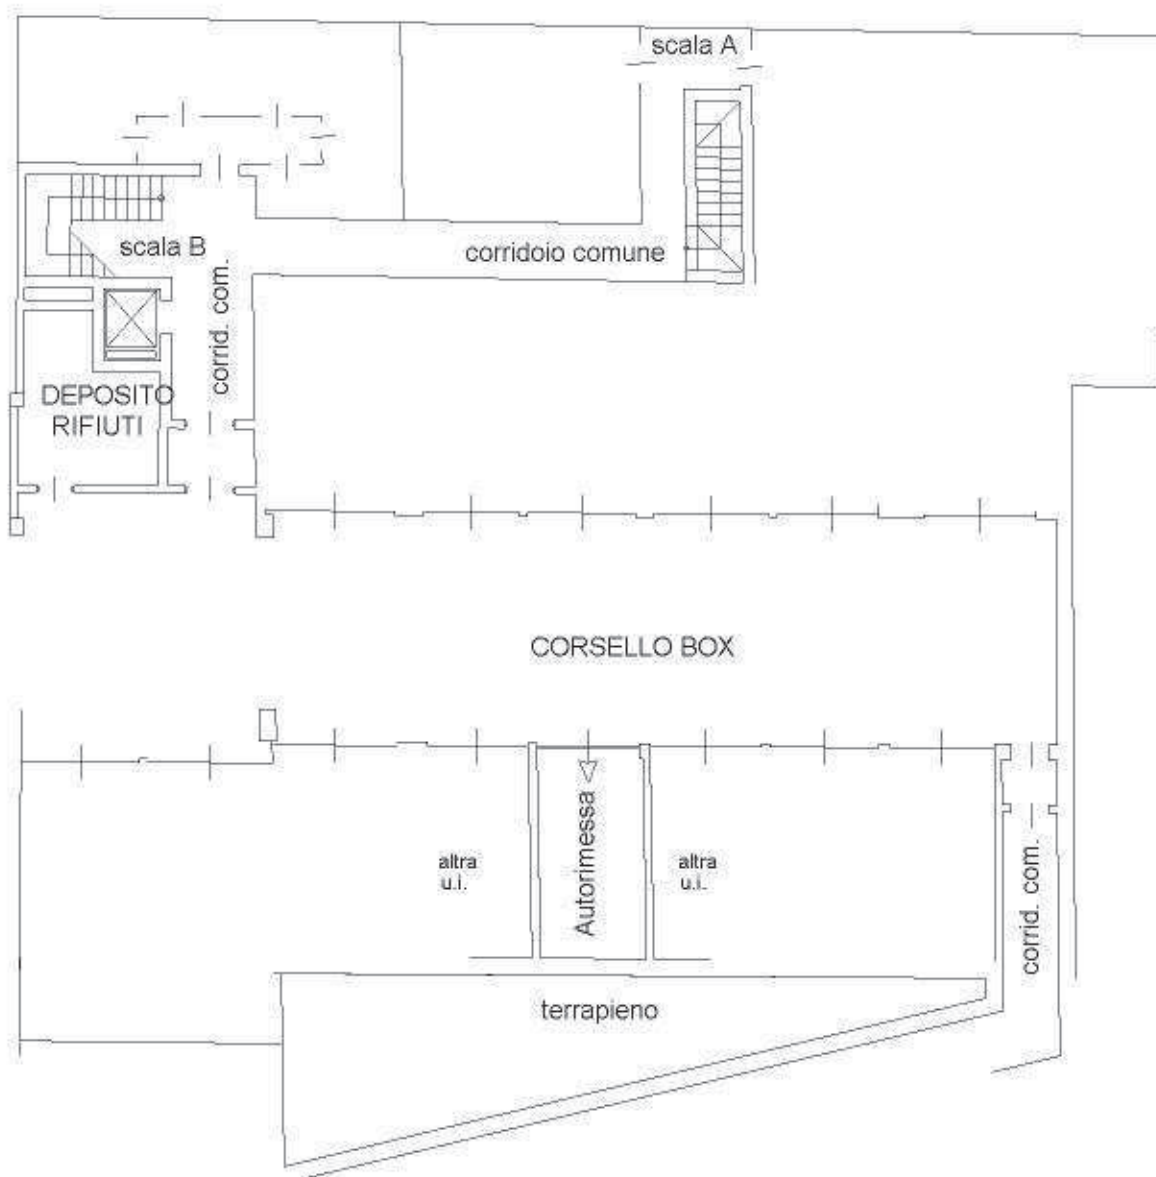 scala A
scala B
corridoio comune
corrid. com.
DEPOSITO
RIFIUTI
CORSELLO BOX
altra
u.i.
Autorimessa
altra
u.i.
corrid. com.
terrapieno